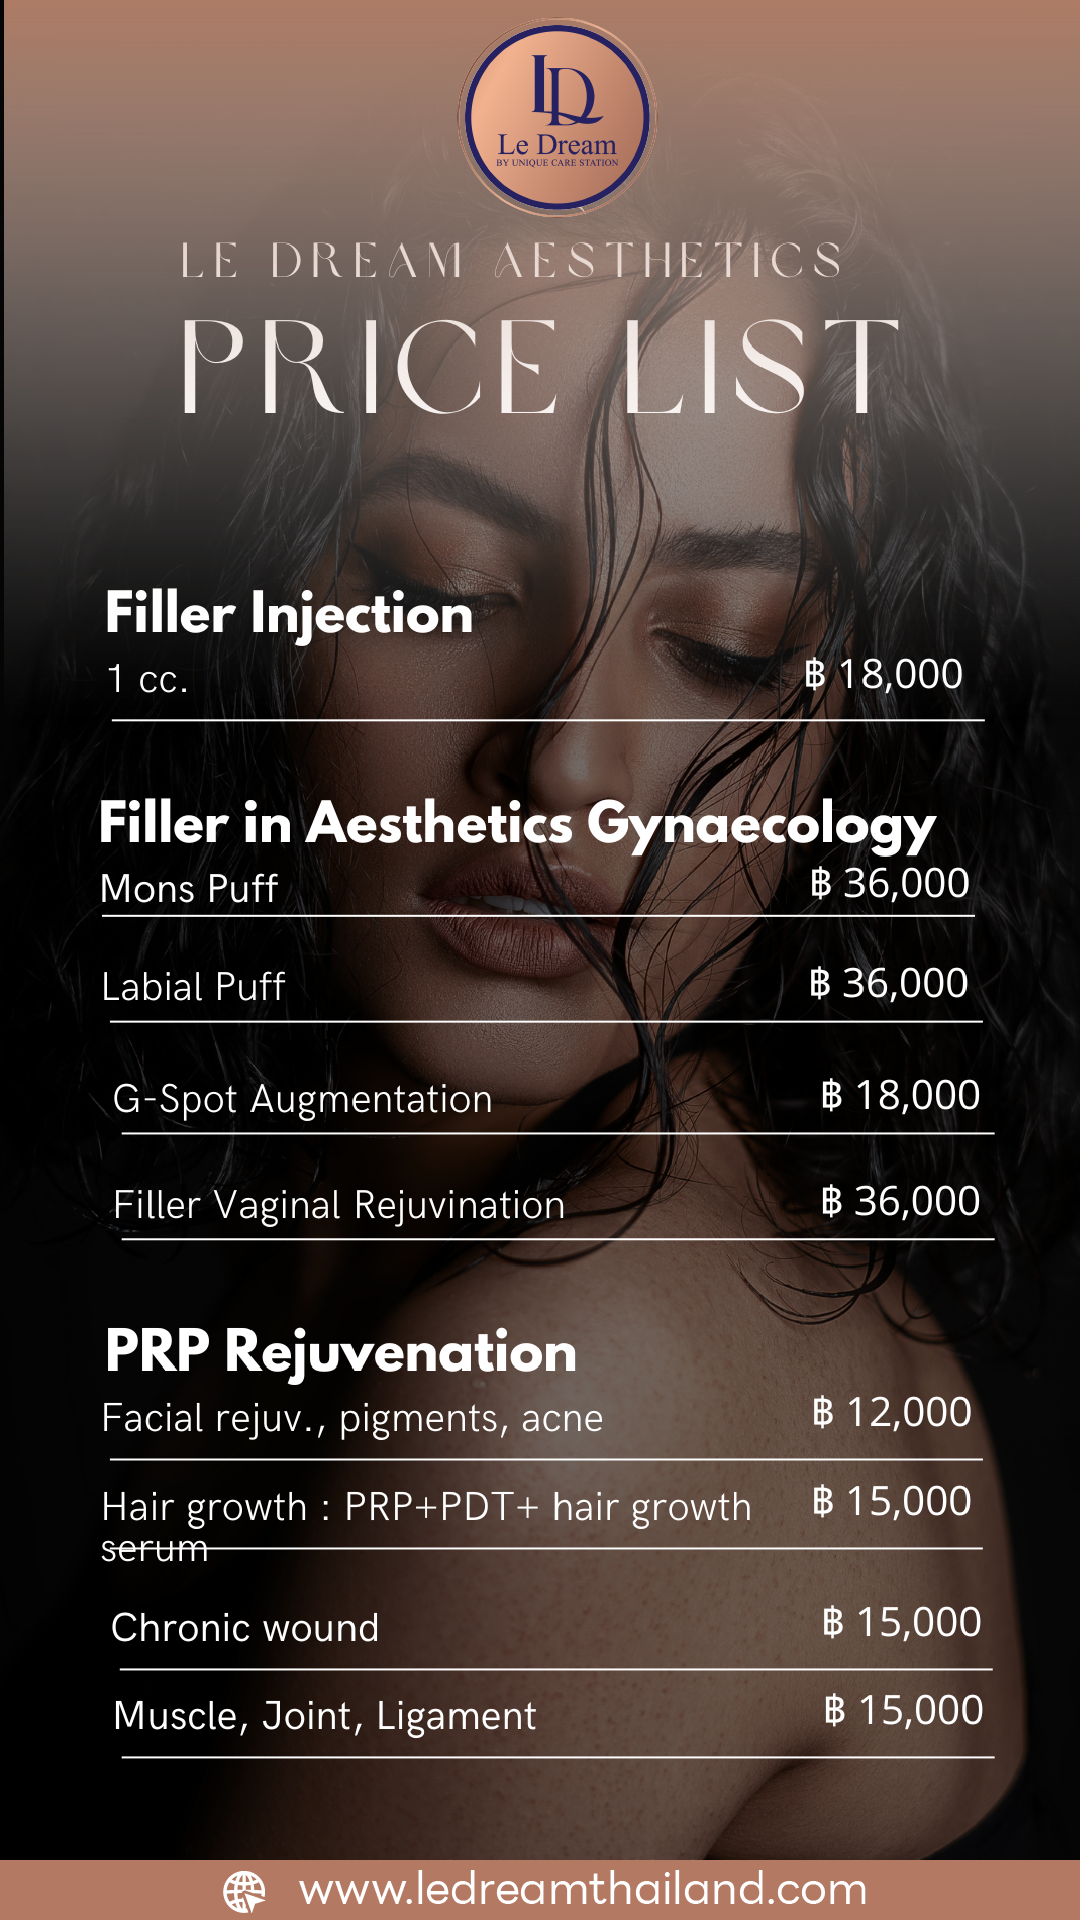 LD
Le Dream
BY UNIQUE CARE STATION
LE DREAM AESTHETICS
PRICE LIST
Filler Injection
1 cc. ฿ 18,000
Filler in Aesthetics Gynaecology
Mons Puff ฿ 36,000
Labial Puff ฿ 36,000
G-Spot Augmentation ฿ 18,000
Filler Vaginal Rejuvination ฿ 36,000
PRP Rejuvenation
Facial rejuv., pigments, acne ฿ 12,000
Hair growth : PRP+PDT+ hair growth ฿ 15,000
serum
Chronic wound ฿ 15,000
Muscle, Joint, Ligament ฿ 15,000
www.ledreamthailand.com